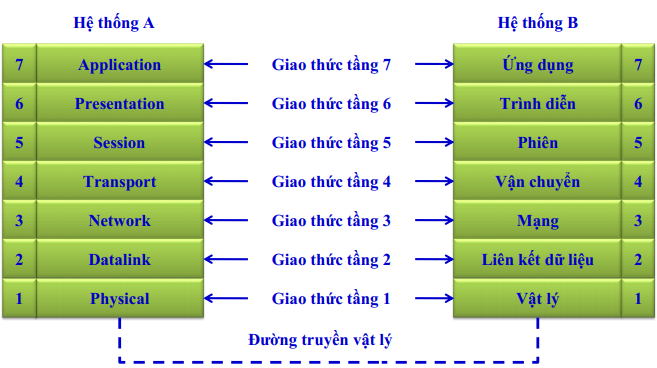 Hệ thống A Hệ thống B
7 Application Giao thức tầng 7 Ứng dụng 7
6 Presentation Giao thức tầng 6 Trình diễn 6
5 Session Giao thức tầng 5 Phiên 5
4 Transport Giao thức tầng 4 Vận chuyển 4
3 Network Giao thức tầng 3 Mạng 3
2 Datalink Giao thức tầng 2 Liên kết dữ liệu 2
1 Physical Giao thức tầng 1 Vật lý 1
Đường truyền vật lý